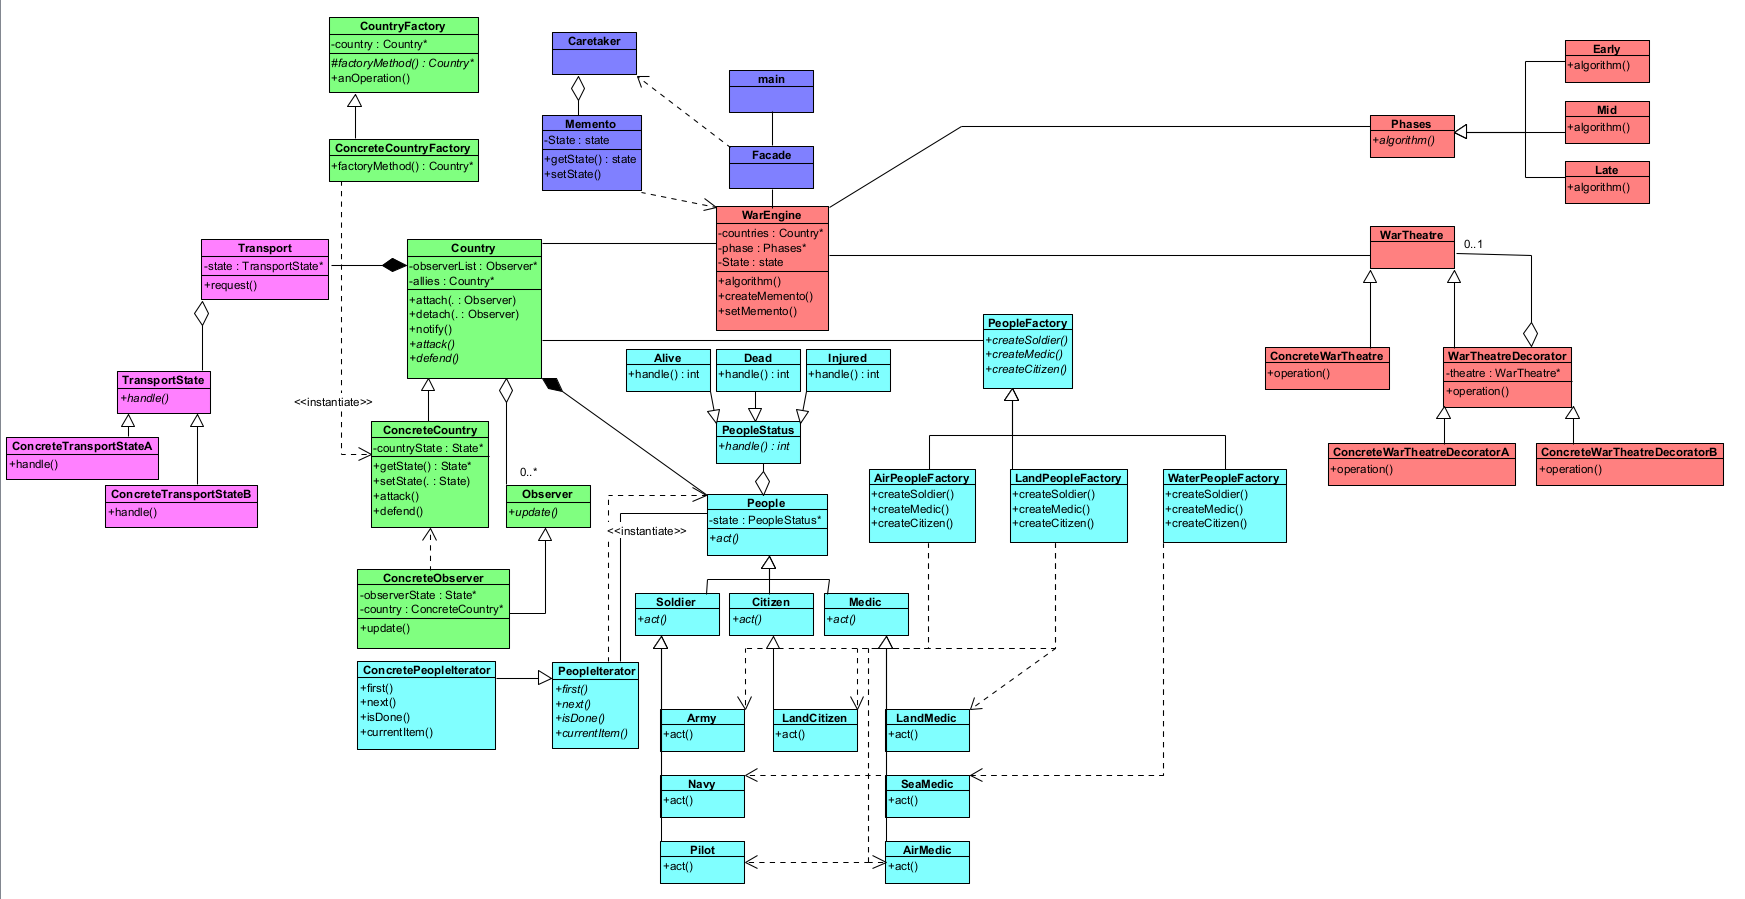 CountryFactory
-country : Country*
#factoryMethod() : Country*
+anOperation()
ConcreteCountryFactory
+factoryMethod() : Country*
Caretaker
Memento
-State : state
+getState() : state
+setState()
main
Facade
WarEngine
-countries : Country*
-phase : Phases*
-State : state
+algorithm()
+createMemento()
+setMemento()
Phases
+algorithm()
Early
+algorithm()
Mid
+algorithm()
Late
+algorithm()
WarTheatre
0..1
ConcreteWarTheatre
+operation()
WarTheatreDecorator
-theatre : WarTheatre*
+operation()
ConcreteWarTheatreDecoratorA
+operation()
ConcreteWarTheatreDecoratorB
+operation()
Transport
-state : TransportState*
+request()
TransportState
+handle()
ConcreteTransportStateA
+handle()
ConcreteTransportStateB
+handle()
Country
-observerList : Observer*
-allies : Country*
+attach(. : Observer)
+detach(. : Observer)
+notify()
+attack()
+defend()
<<instantiate>>
ConcreteCountry
-countryState : State*
+getState() : State*
+setState(. : State)
+attack()
+defend()
0..*
Observer
+update()
ConcreteObserver
-observerState : State*
-country : ConcreteCountry*
+update()
Alive
+handle() : int
Dead
+handle() : int
Injured
+handle() : int
PeopleStatus
+handle() : int
PeopleFactory
+createSoldier()
+createMedic()
+createCitizen()
AirPeopleFactory
+createSoldier()
+createMedic()
+createCitizen()
LandPeopleFactory
+createSoldier()
+createMedic()
+createCitizen()
WaterPeopleFactory
+createSoldier()
+createMedic()
+createCitizen()
People
-state : PeopleStatus*
+act()
<<instantiate>>
Soldier
+act()
Citizen
+act()
Medic
+act()
ConcretePeopleIterator
+first()
+next()
+isDone()
+currentItem()
PeopleIterator
+first()
+next()
+isDone()
+currentItem()
Army
+act()
LandCitizen
+act()
LandMedic
+act()
Navy
+act()
SeaMedic
+act()
Pilot
+act()
AirMedic
+act()